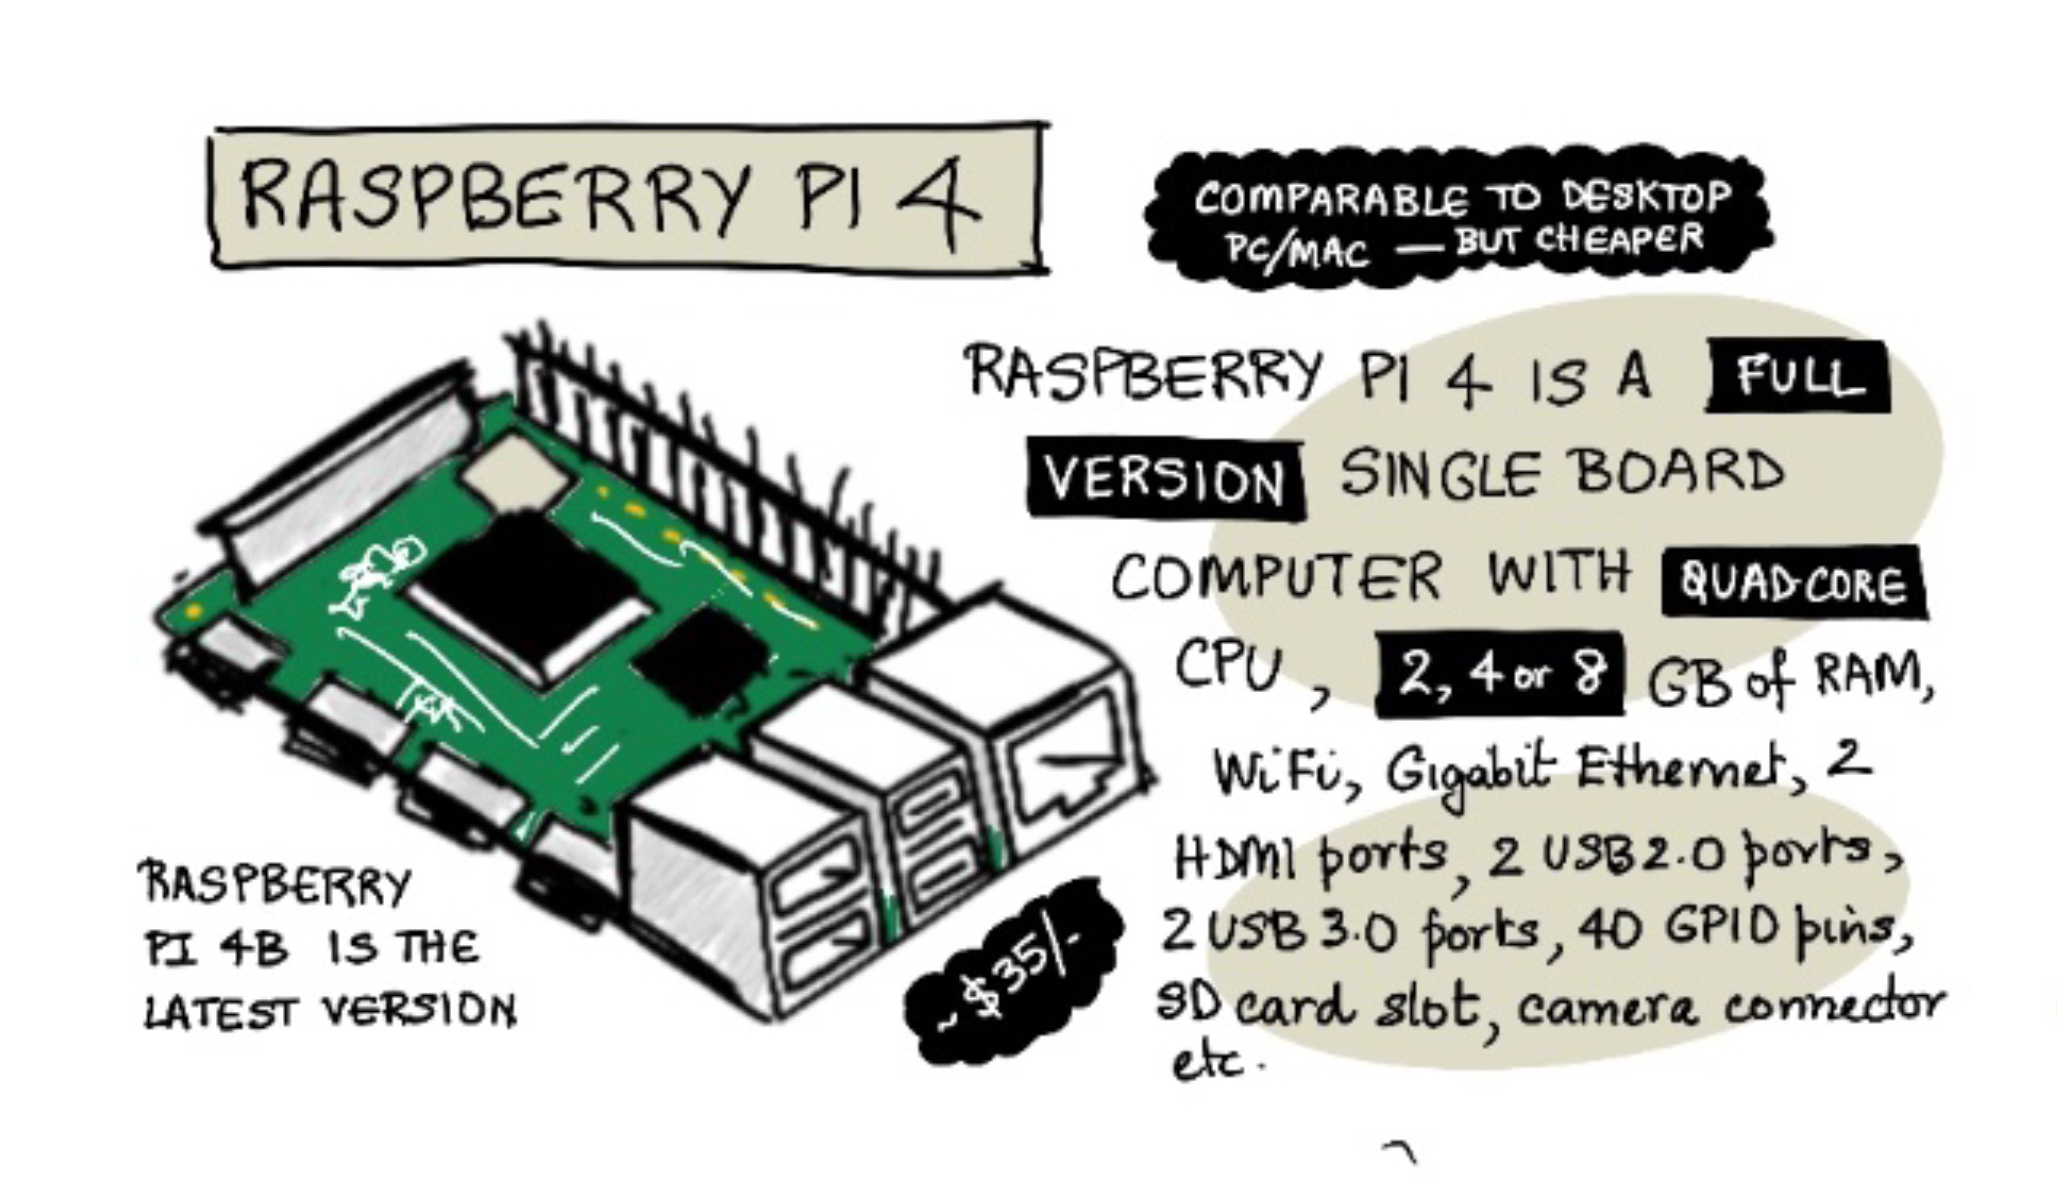 RASPBERRY PI 4
COMPARABLE TO DESKTOP
PC/MAC — BUT CHEAPER
RASPBERRY PI 4 IS A FULL
VERSION SINGLE BOARD
COMPUTER WITH QUAD-CORE
CPU, 2, 4 or 8 GB of RAM,
WiFi, Gigabit Ethernet, 2
HDMI ports, 2 USB 2.0 ports,
2 USB 3.0 ports, 40 GPIO pins,
SD card slot, camera connector
etc.
~ $35/-
RASPBERRY
PI 4B IS THE
LATEST VERSION